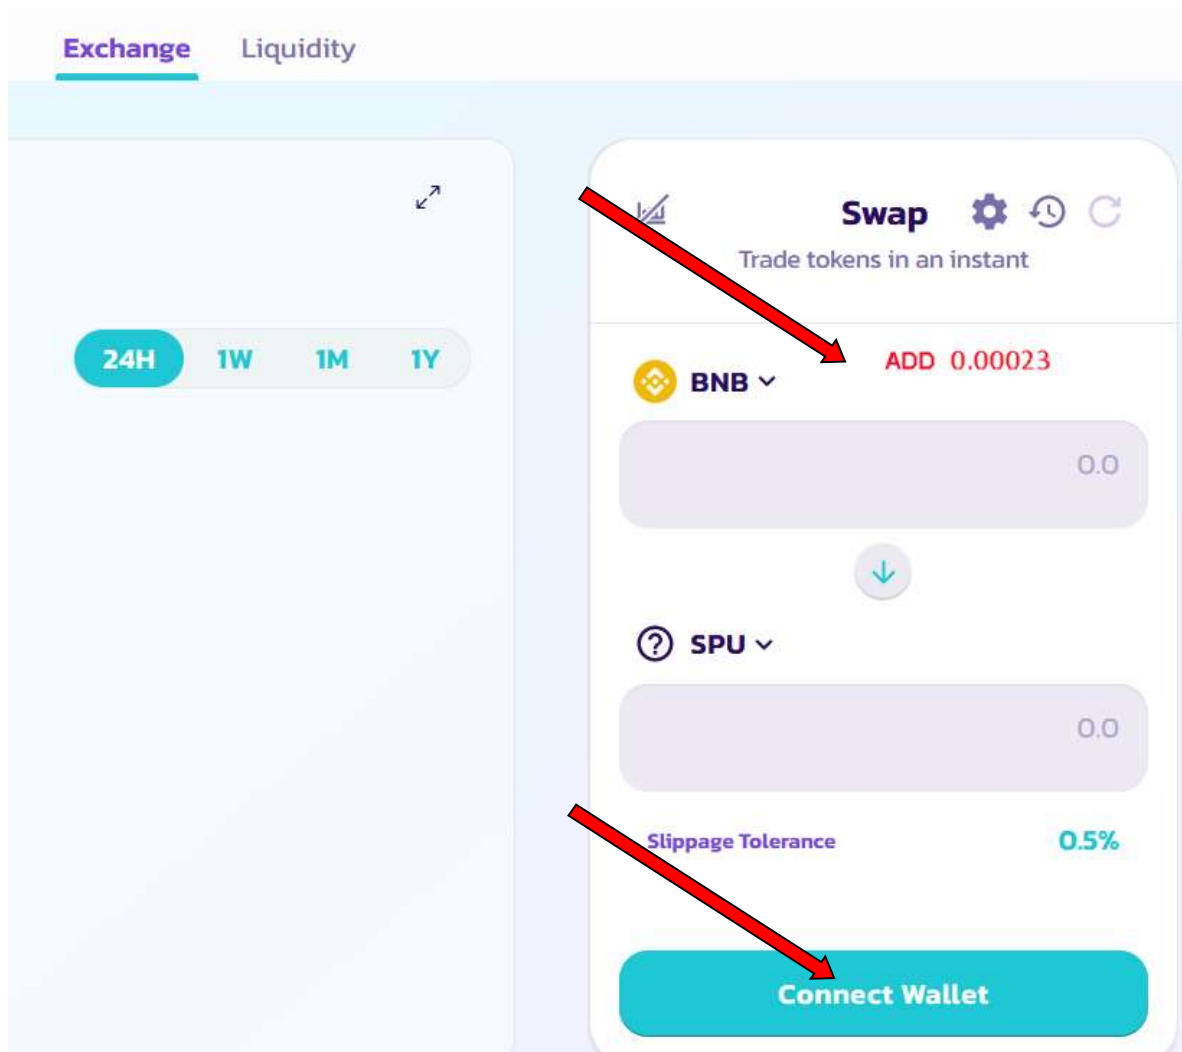 Exchange Liquidity
Swap
Trade tokens in an instant
24H 1W 1M 1Y
ADD 0.00023
BNB
0.0
SPU
0.0
Slippage Tolerance 0.5%
Connect Wallet